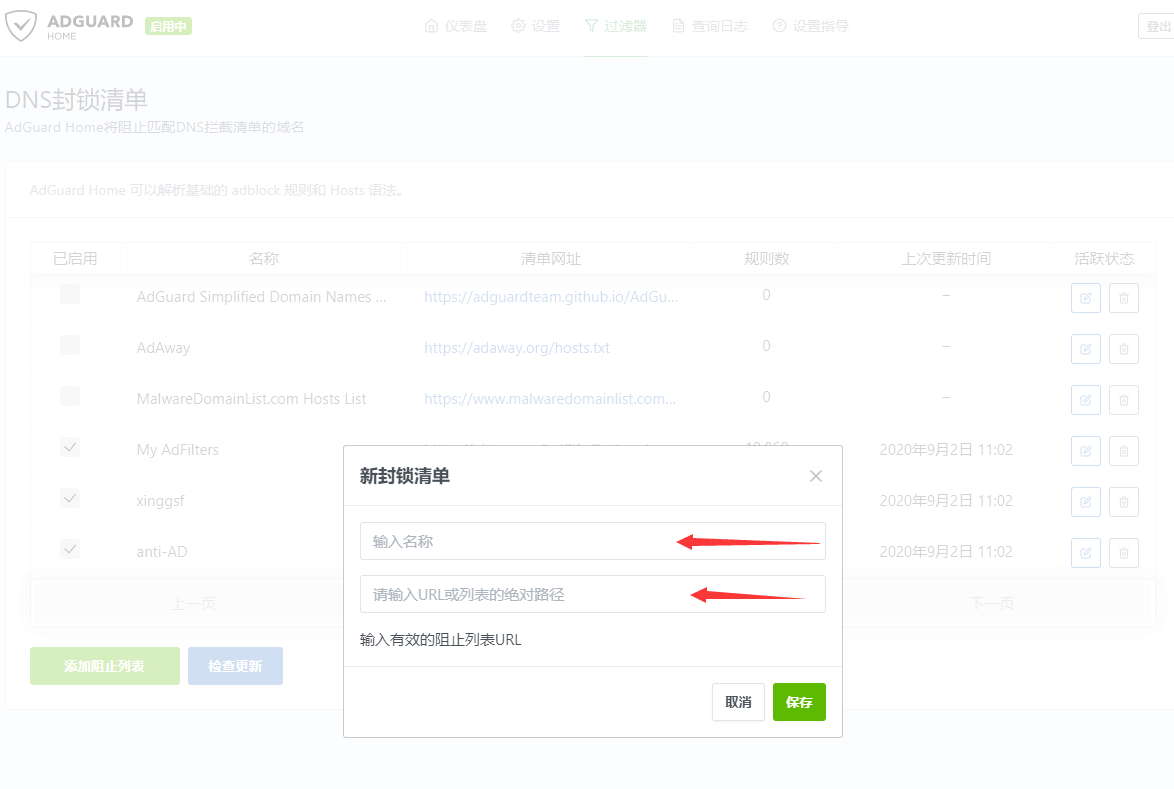 ADGUARD
HOME
启用中
仪表盘
设置
过滤器
查询日志
设置指导
登出
DNS封锁清单
AdGuard Home将阻止匹配DNS拦截清单的域名
AdGuard Home 可以解析基础的 adblock 规则和 Hosts 语法。
已启用 名称 清单网址 规则数 上次更新时间 活跃状态
AdGuard Simplified Domain Names ... https://adguardteam.github.io/AdGu... 0 –
AdAway https://adaway.org/hosts.txt 0 –
MalwareDomainList.com Hosts List https://www.malwaredomainlist.com... 0 –
My AdFilters 2020年9月2日 11:02
xinggsf 2020年9月2日 11:02
anti-AD 2020年9月2日 11:02
上一页
下一页
添加阻止列表
检查更新
新封锁清单
输入名称
请输入URL或列表的绝对路径
输入有效的阻止列表URL
取消
保存